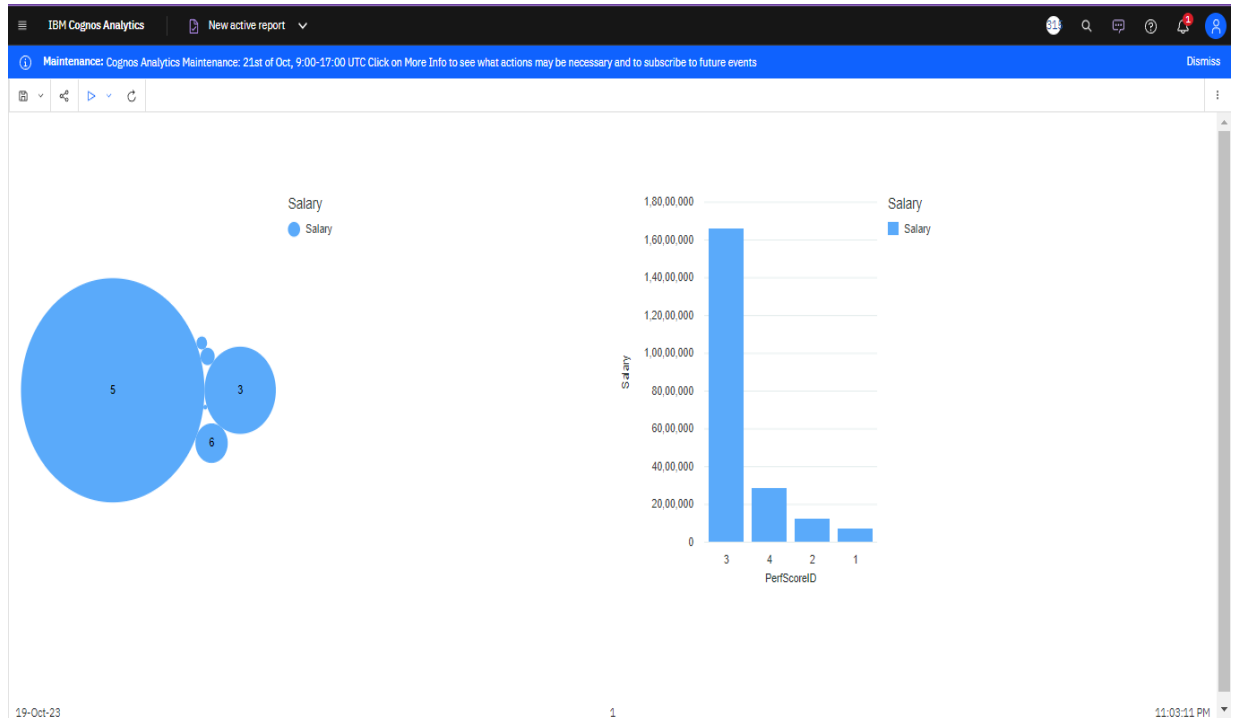 IBM Cognos Analytics New active report
Maintenance: Cognos Analytics Maintenance: 21st of Oct, 9:00-17:00 UTC Click on More Info to see what actions may be necessary and to subscribe to future events Dismiss
Salary
Salary
5
3
6
1,80,00,000
1,60,00,000
1,40,00,000
1,20,00,000
1,00,00,000
80,00,000
60,00,000
40,00,000
20,00,000
0
Salary
3 4 2 1
PerfScoreID
Salary
Salary
19-Oct-23 1 11:03:11 PM